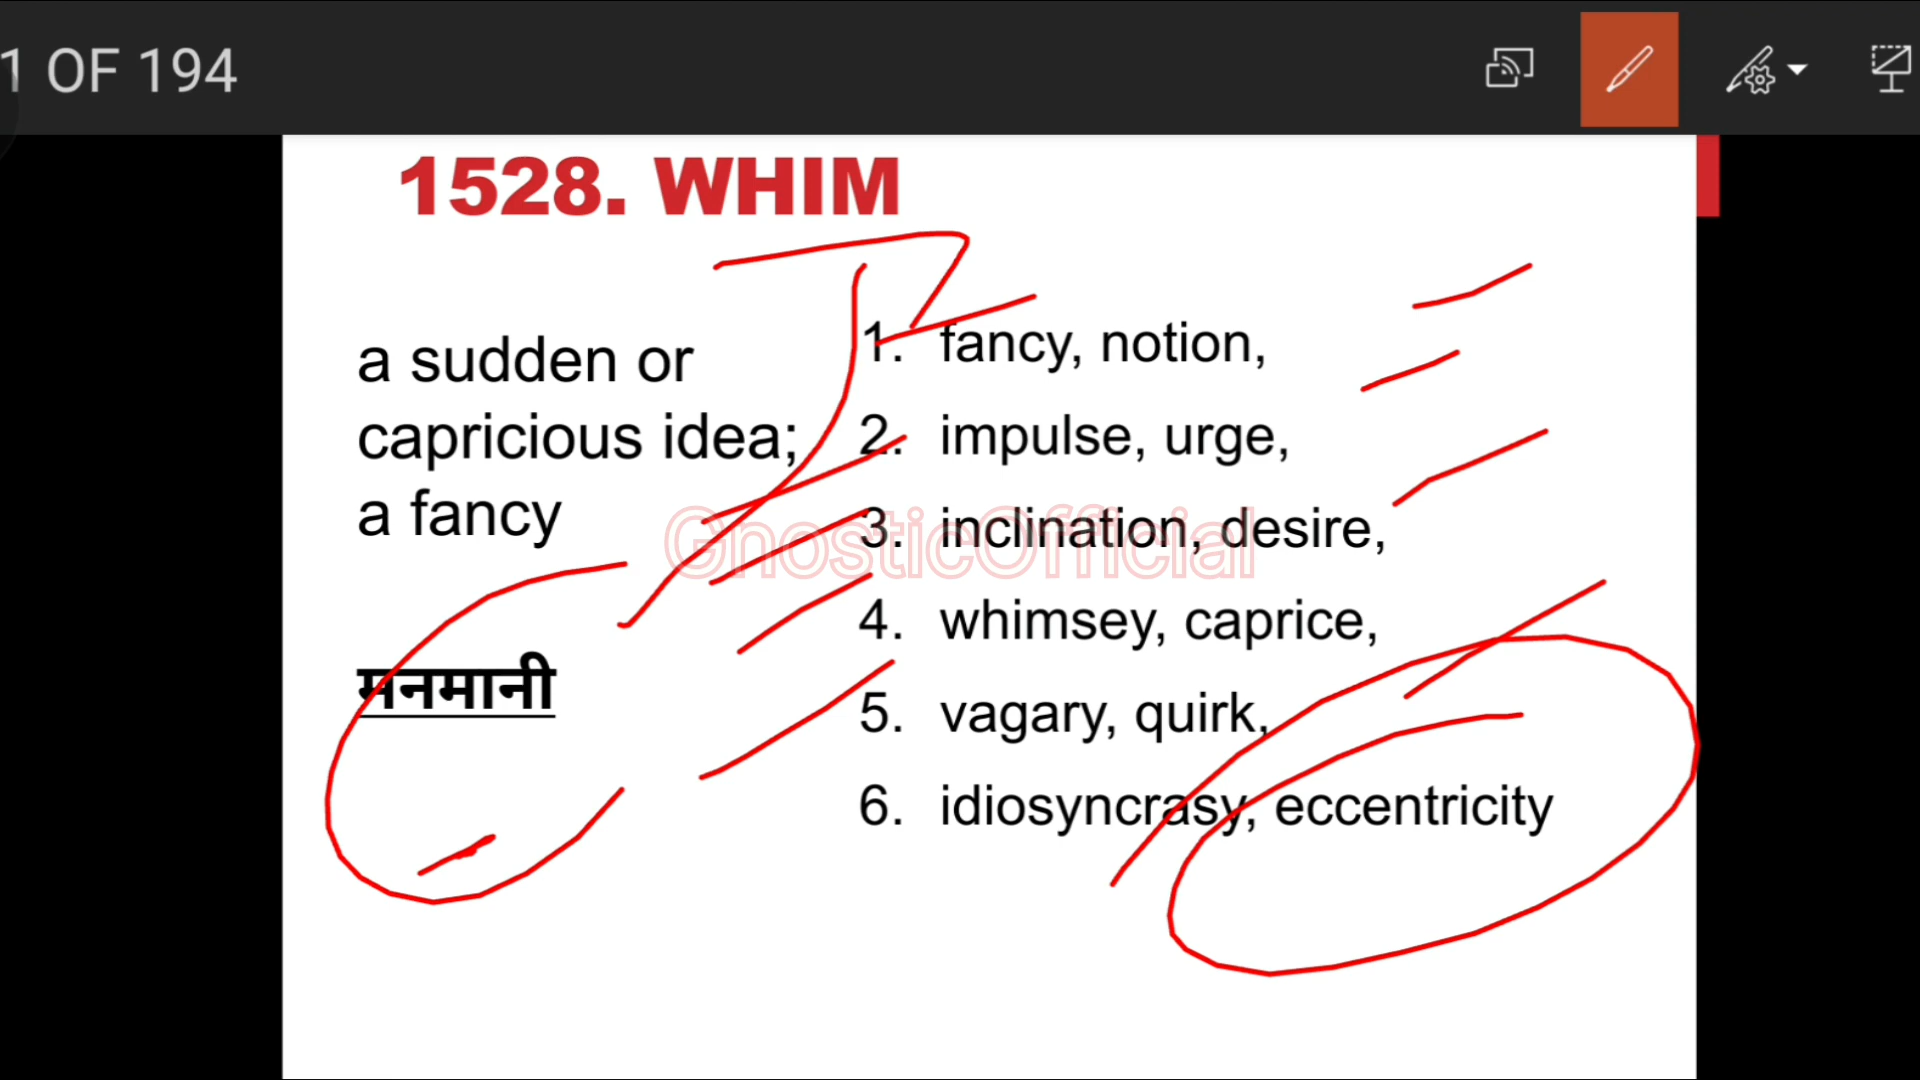 1 OF 194
1528. WHIM
a sudden or
capricious idea;
a fancy
मनमानी
1. fancy, notion,
2. impulse, urge,
3. inclination, desire,
4. whimsey, caprice,
5. vagary, quirk,
6. idiosyncrasy, eccentricity
GnosticOfficial